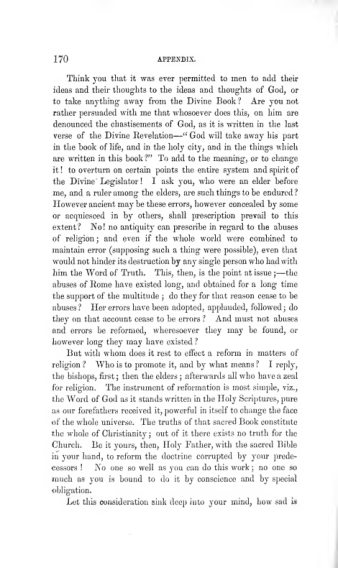 170 APPENDIX.
Think you that it was ever permitted to men to add their
ideas and their thoughts to the ideas and thoughts of God, or
to take anything away from the Divine Book? Are you not
rather persuaded with me that whosoever does this, on him are
denounced the chastisements of God, as it is written in the last
verse of the Divine Revelation—“ God will take away his part
in the book of life, and in the holy city, and in the things which
are written in this book?” To add to the meaning, or to change
it! to overturn on certain points the entire system and spirit of
the Divine Legislator! I ask you, who were an elder before
me, and a ruler among the elders, are such things to be endured?
However ancient may be these errors, however concealed by some
or acquiesced in by others, shall prescription prevail to this
extent? No! no antiquity can prescribe in regard to the abuses
of religion; and even if the whole world were combined to
maintain error (supposing such a thing were possible), even that
would not hinder its destruction by any single person who had with
him the Word of Truth. This, then, is the point at issue;—the
abuses of Rome have existed long, and obtained for a long time
the support of the multitude; do they for that reason cease to be
abuses? Her errors have been adopted, applauded, followed; do
they on that account cease to be errors? And must not abuses
and errors be reformed, wheresoever they may be found, or
however long they may have existed?
But with whom does it rest to effect a reform in matters of
religion? Who is to promote it, and by what means? I reply,
the bishops, first; then the elders; afterwards all who have a zeal
for religion. The instrument of reformation is most simple, viz.,
the Word of God as it stands written in the Holy Scriptures, pure
as our forefathers received it, powerful in itself to change the face
of the whole universe. The truths of that sacred Book constitute
the whole of Christianity; out of it there exists no truth for the
Church. Be it yours, then, Holy Father, with the sacred Bible
in your hand, to reform the doctrine corrupted by your prede-
cessors! No one so well as you can do this work; no one so
much as you is bound to do it by conscience and by special
obligation.
Let this consideration sink deep into your mind, how sad is